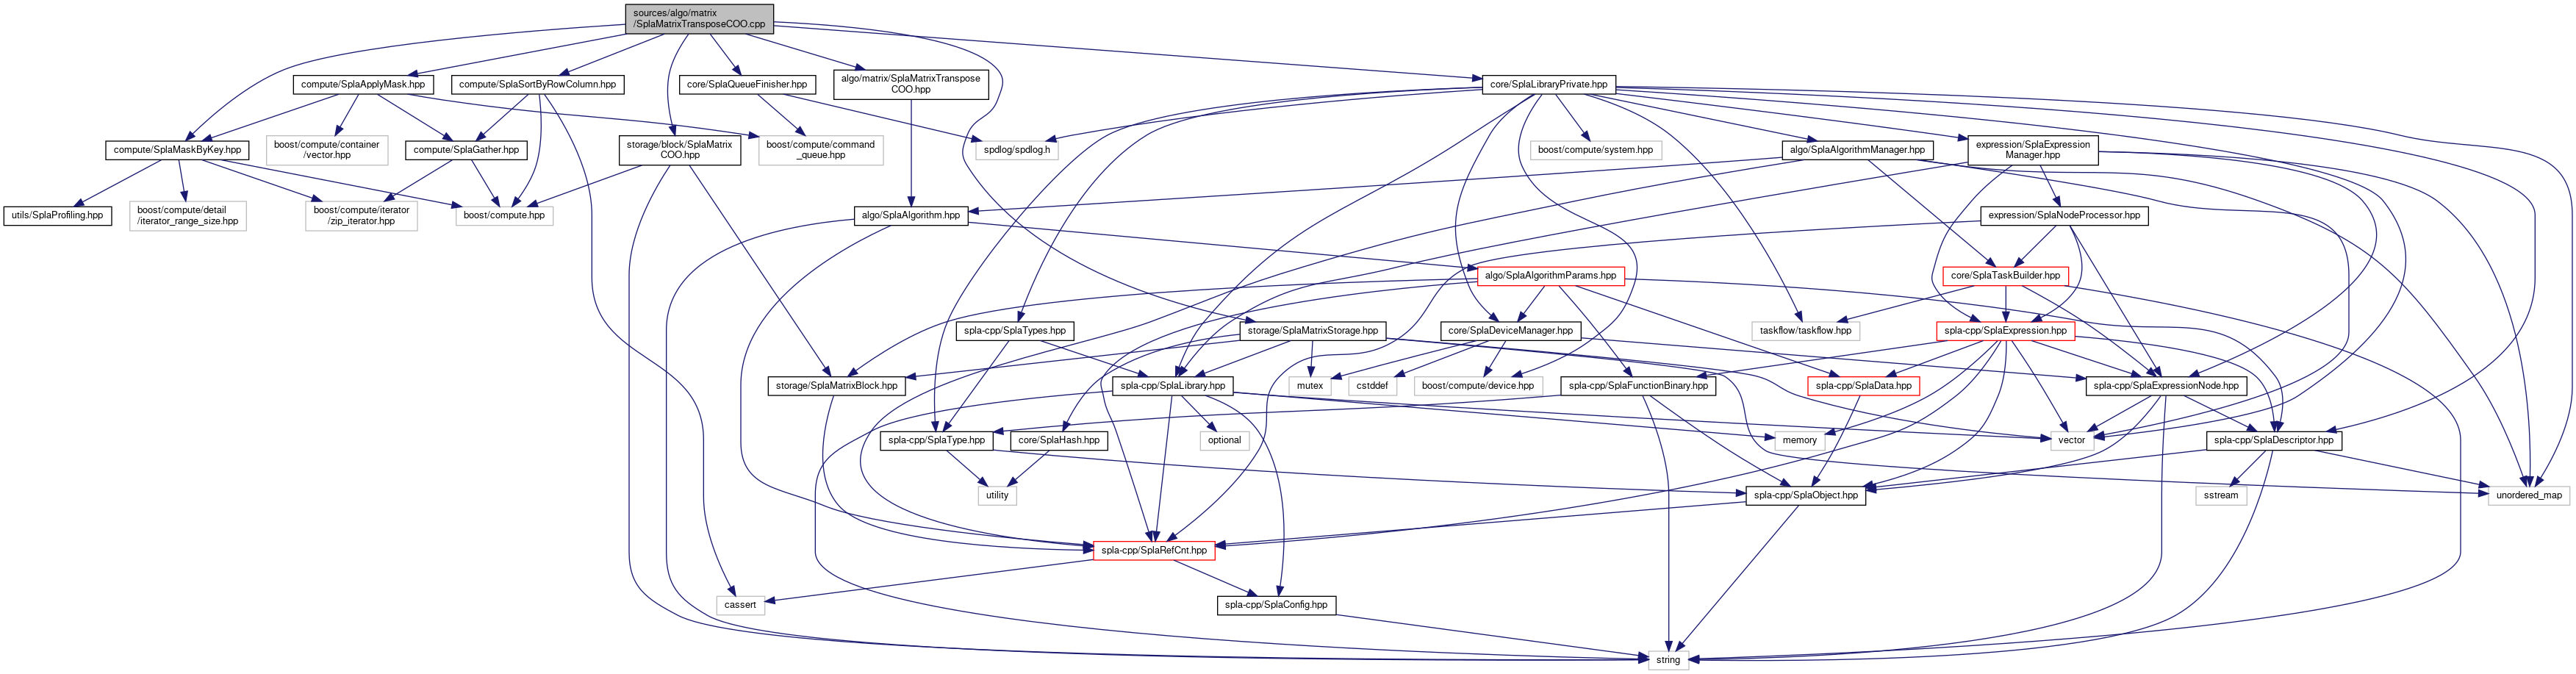 sources/algo/matrix
/SplaMatrixTransposeCOO.cpp
compute/SplaApplyMask.hpp
compute/SplaSortByRowColumn.hpp
core/SplaQueueFinisher.hpp
algo/matrix/SplaMatrixTranspose
COO.hpp
core/SplaLibraryPrivate.hpp
compute/SplaMaskByKey.hpp
boost/compute/container
/vector.hpp
compute/SplaGather.hpp
storage/block/SplaMatrix
COO.hpp
boost/compute/command
_queue.hpp
spdlog/spdlog.h
boost/compute/system.hpp
algo/SplaAlgorithmManager.hpp
expression/SplaExpression
Manager.hpp
utils/SplaProfiling.hpp
boost/compute/detail
/iterator_range_size.hpp
boost/compute/iterator
/zip_iterator.hpp
boost/compute.hpp
algo/SplaAlgorithm.hpp
expression/SplaNodeProcessor.hpp
algo/SplaAlgorithmParams.hpp
core/SplaTaskBuilder.hpp
spla-cpp/SplaTypes.hpp
storage/SplaMatrixStorage.hpp
core/SplaDeviceManager.hpp
taskflow/taskflow.hpp
spla-cpp/SplaExpression.hpp
storage/SplaMatrixBlock.hpp
spla-cpp/SplaLibrary.hpp
mutex
cstddef
boost/compute/device.hpp
spla-cpp/SplaFunctionBinary.hpp
spla-cpp/SplaData.hpp
spla-cpp/SplaExpressionNode.hpp
spla-cpp/SplaType.hpp
core/SplaHash.hpp
optional
memory
vector
spla-cpp/SplaDescriptor.hpp
utility
spla-cpp/SplaObject.hpp
sstream
unordered_map
spla-cpp/SplaRefCnt.hpp
cassert
spla-cpp/SplaConfig.hpp
string